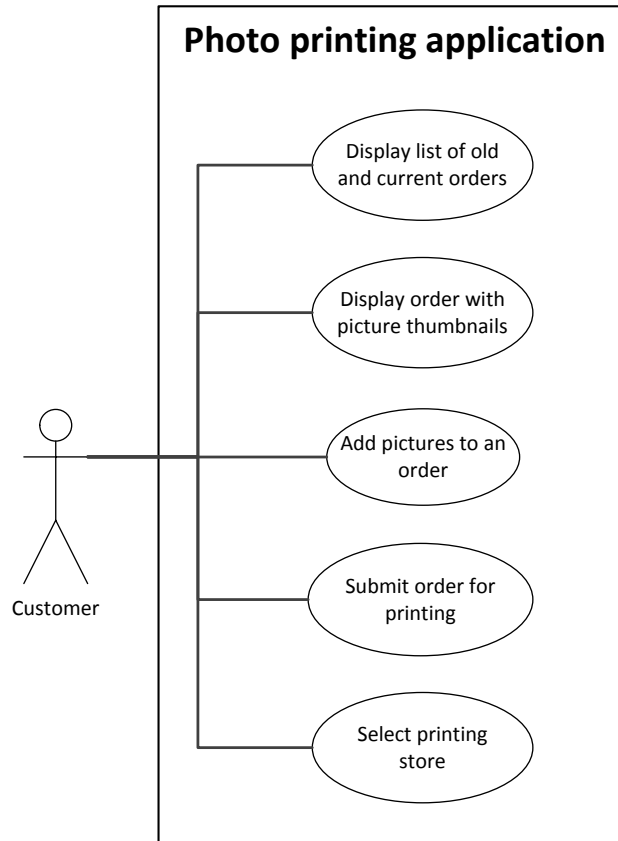 Photo printing application
Display list of old
and current orders
Display order with
picture thumbnails
Add pictures to an
order
Customer
Submit order for
printing
Select printing
store